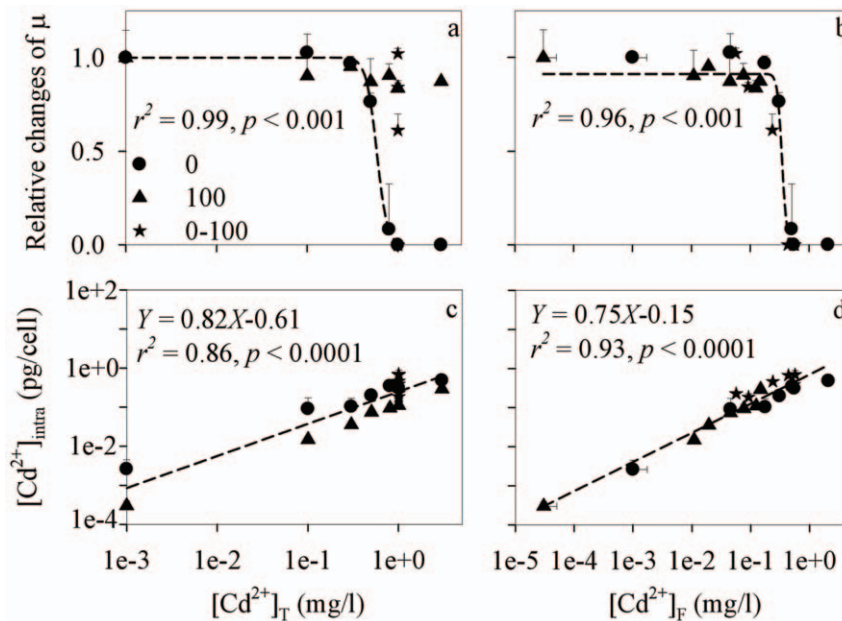 a
b
Relative changes of μ
1.0
0.5
0.0
r² = 0.99, p < 0.001
r² = 0.96, p < 0.001
0
100
0-100
c
d
[Cd²⁺]intra (pg/cell)
1e+2
1e+0
1e-2
1e-4
Y = 0.82X-0.61
r² = 0.86, p < 0.0001
Y = 0.75X-0.15
r² = 0.93, p < 0.0001
1e-3 1e-1 1e+0
1e-5 1e-4 1e-3 1e-2 1e-1 1e+0
[Cd²⁺]T (mg/l)
[Cd²⁺]F (mg/l)